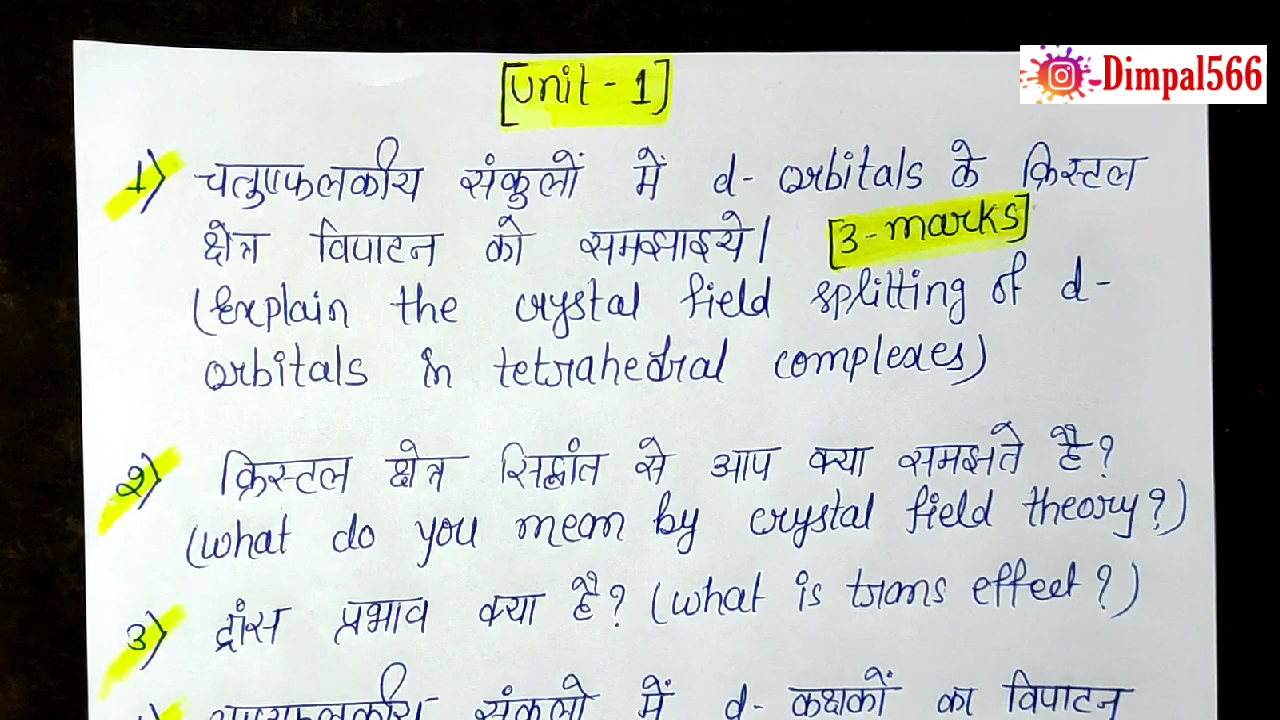 Dimpal566
[Unit - 1]
1) चतुष्फलकीय संकुलों में d- orbitals के क्रिस्टल
क्षेत्र विपाटन को समझाइये। [3-marks]
(Explain the crystal field splitting of d-
orbitals in tetrahedral complexes)
2) क्रिस्टल क्षेत्र सिद्धांत से आप क्या समझते है?
(what do you mean by crystal field theory?)
3) ट्रांस प्रभाव क्या है? (what is trans effect?)
संकुलो में d- कक्षकों का विपाटन